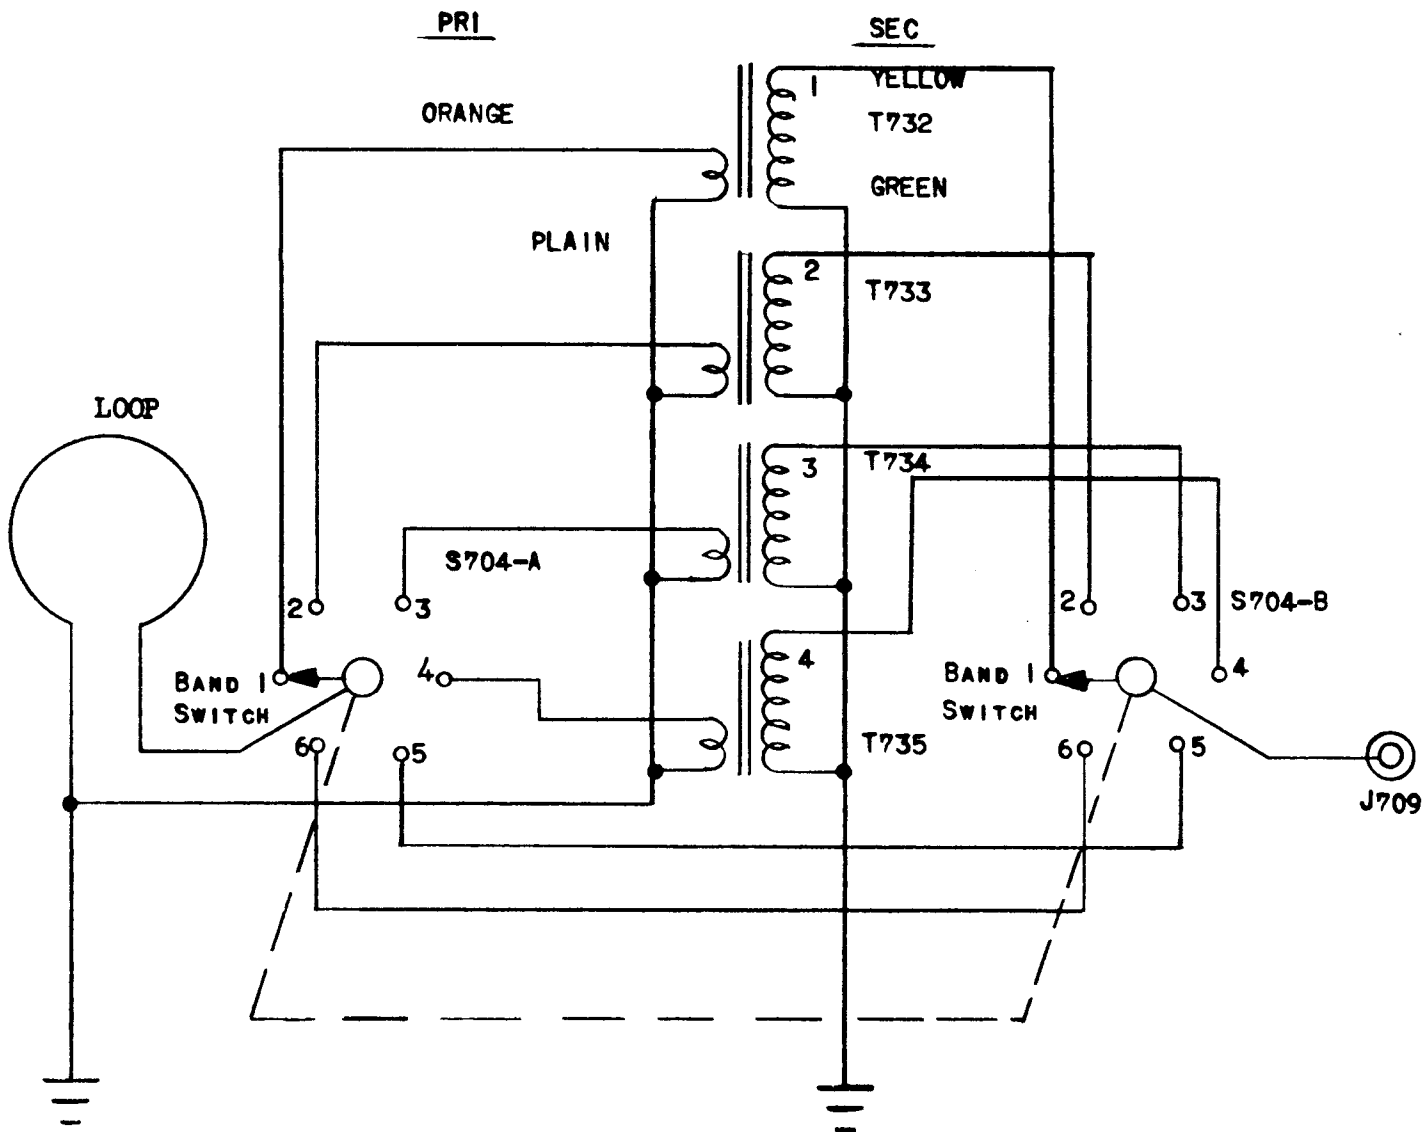 PRI
SEC
1
YELLOW
ORANGE
T732
GREEN
PLAIN
2
T733
LOOP
3
T734
S704-A
2
3
2
3
S704-B
4
BAND 1
SWITCH
4
BAND 1
SWITCH
4
6
5
T735
6
5
J709